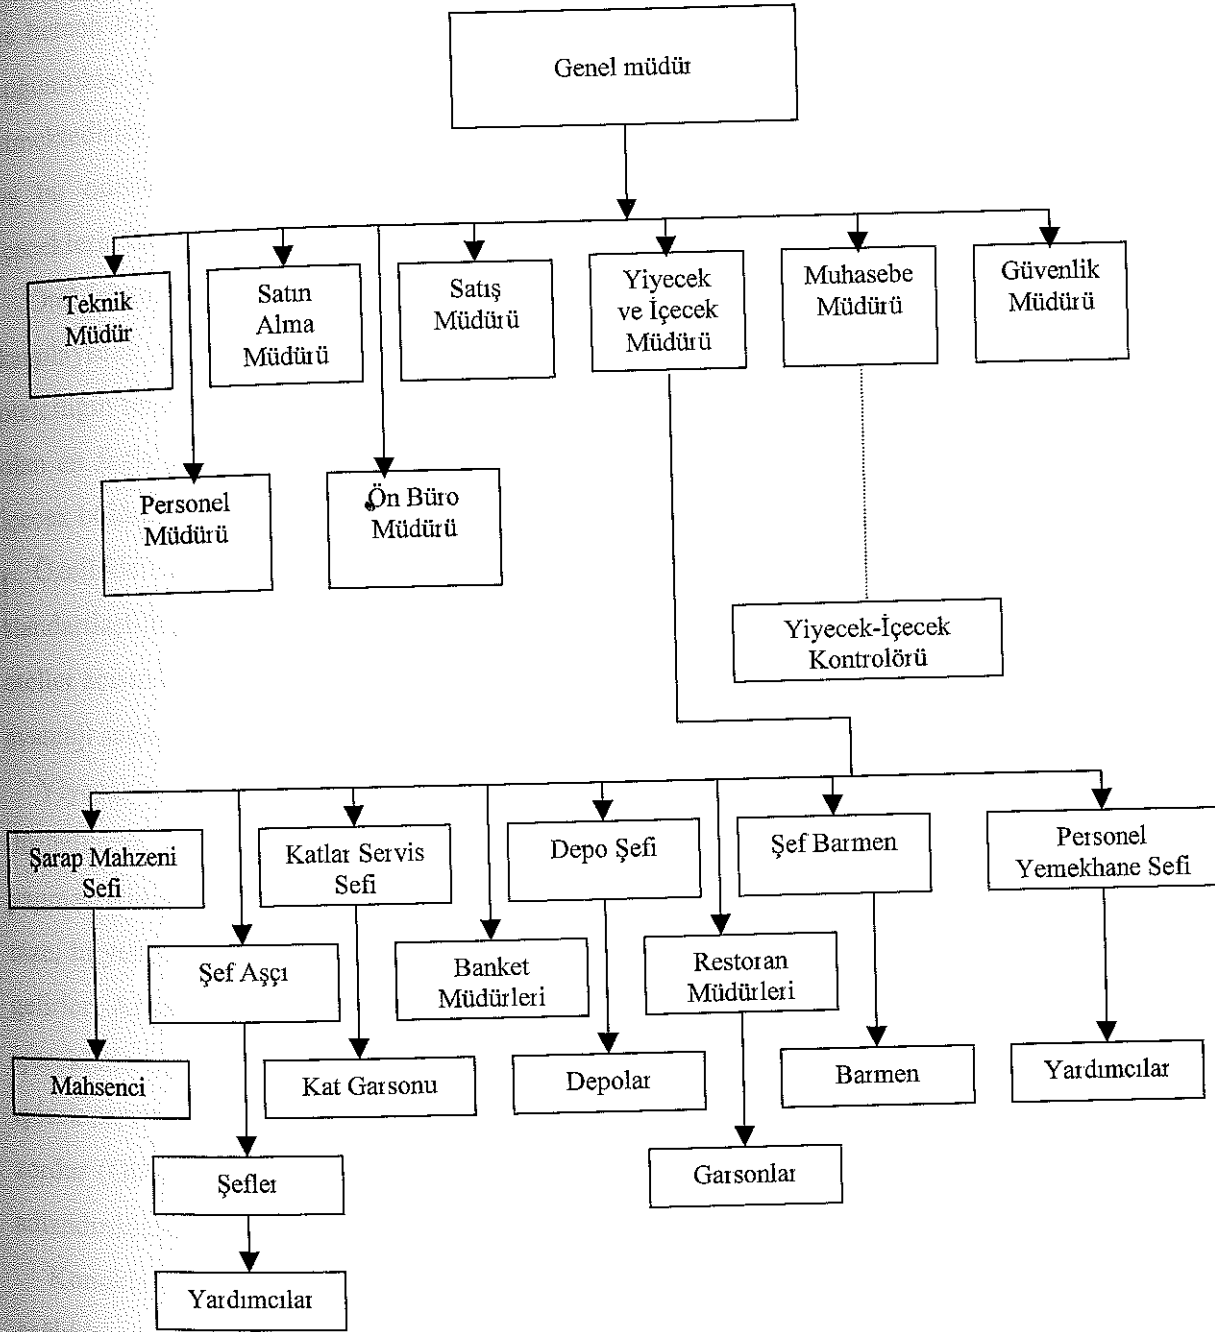 Genel müdür
Teknik
Müdür
Satın
Alma
Müdürü
Satış
Müdürü
Yiyecek
ve İçecek
Müdürü
Muhasebe
Müdürü
Güvenlik
Müdürü
Personel
Müdürü
Ön Büro
Müdürü
Yiyecek-İçecek
Kontrolörü
Şarap Mahzeni
Sefi
Katlar Servis
Sefi
Depo Şefi
Şef Barmen
Personel
Yemekhane Sefi
Şef Aşçı
Banket
Müdürleri
Restoran
Müdürleri
Mahsenci
Kat Garsonu
Depolar
Barmen
Yardımcılar
Şefler
Garsonlar
Yardımcılar